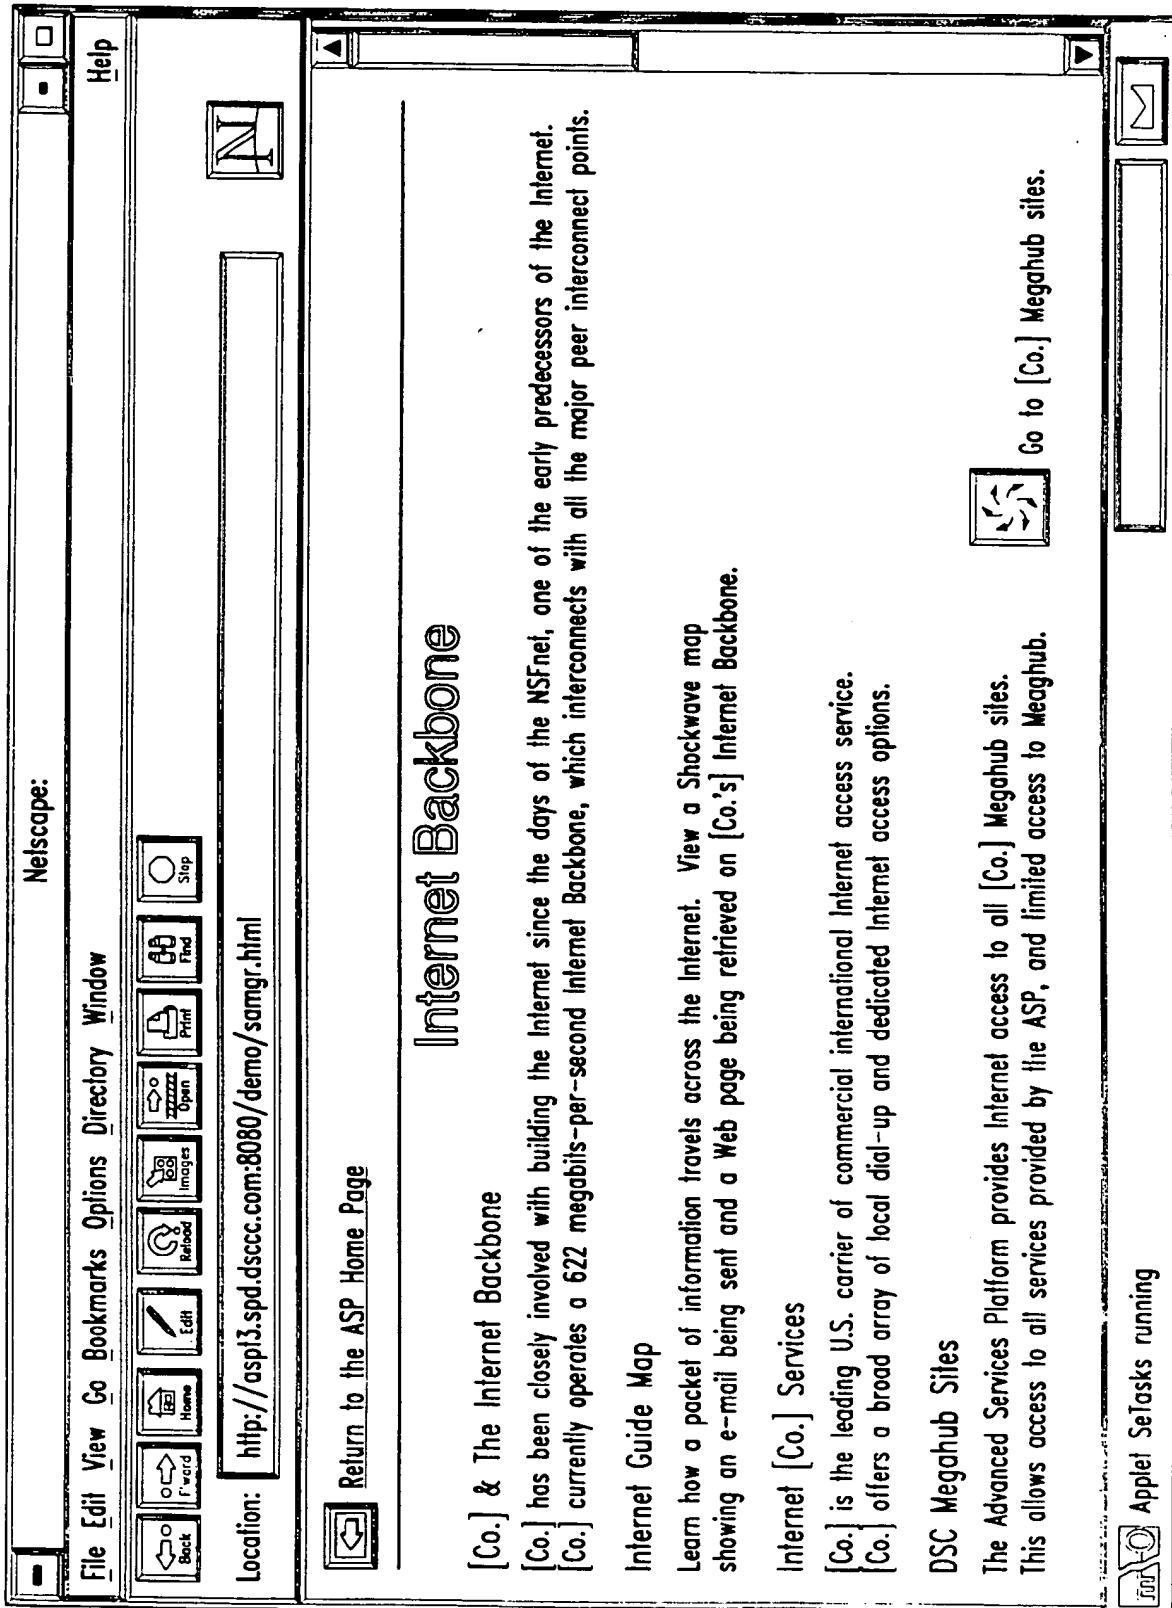 Netscape:
File Edit View Go Bookmarks Options Directory Window Help
Back F'ward Home Edit Reload Images Open Print Find Stop
Location: http://aspt3.spd.dsccc.com:8080/demo/samgr.html
N
Return to the ASP Home Page
Internet Backbone
[Co.] & The Internet Backbone
[Co.] has been closely involved with building the Internet since the days of the NSFnet, one of the early predecessors of the Internet.
[Co.] currently operates a 622 megabits-per-second Internet Backbone, which interconnects with all the major peer interconnect points.
Internet Guide Map
Learn how a packet of information travels across the Internet. View a Shockwave map
showing an e-mail being sent and a Web page being retrieved on [Co.'s] Internet Backbone.
Internet [Co.] Services
[Co.] is the leading U.S. carrier of commercial international Internet access service.
[Co.] offers a broad array of local dial-up and dedicated Internet access options.
DSC Megahub Sites
The Advanced Services Platform provides Internet access to all [Co.] Megahub sites.
This allows access to all services provided by the ASP, and limited access to Meaghub.
Go to [Co.] Megahub sites.
Applet SeTasks running